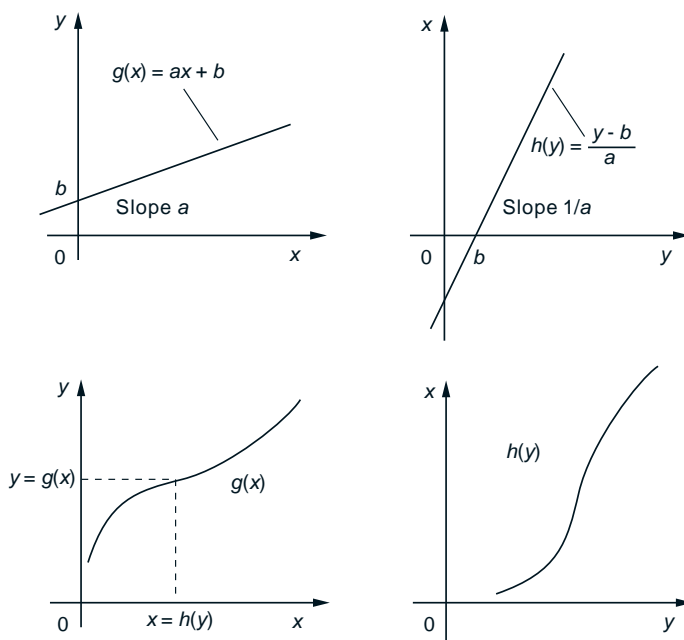 y
g(x) = ax + b
b
Slope a
0
x
x
h(y) = y - b
a
Slope 1/a
0
b
y
y
y = g(x)
g(x)
0
x = h(y)
x
x
h(y)
0
y